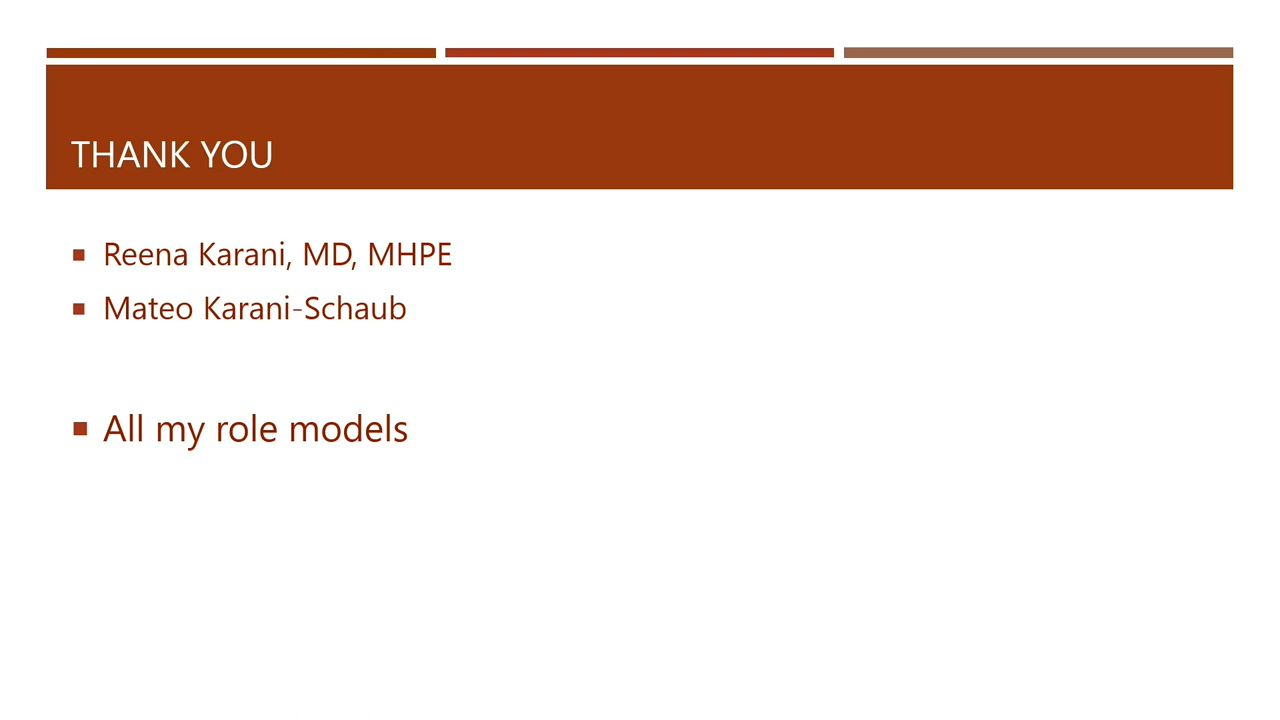 THANK YOU
Reena Karani, MD, MHPE
Mateo Karani-Schaub
All my role models